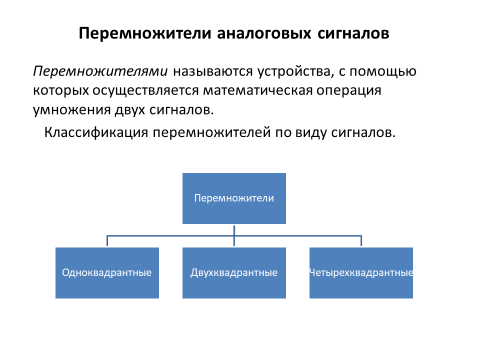 Перемножители аналоговых сигналов
Перемножителями называются устройства, с помощью
которых осуществляется математическая операция
умножения двух сигналов.
Классификация перемножителей по виду сигналов.
Перемножители
Одноквадрантные
Двухквадрантные
Четырехквадрантные